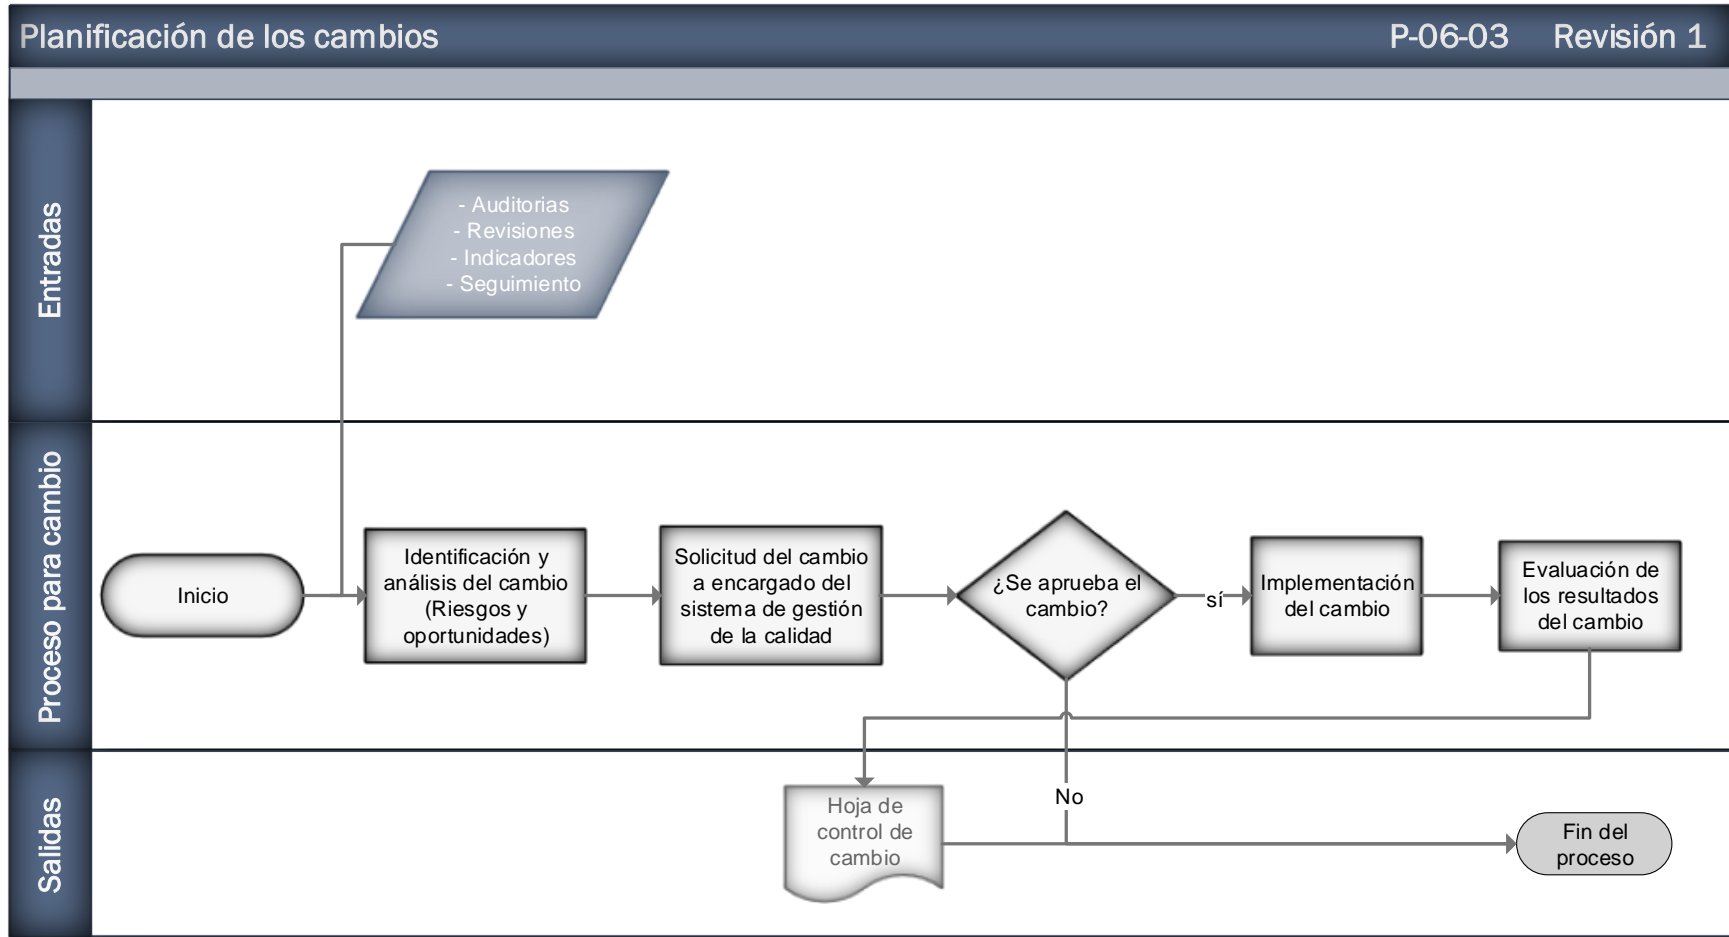 Planificación de los cambios
P-06-03 Revisión 1
Entradas
- Auditorias
- Revisiones
- Indicadores
- Seguimiento
Proceso para cambio
Inicio
Identificación y
análisis del cambio
(Riesgos y
oportunidades)
Solicitud del cambio
a encargado del
sistema de gestión
de la calidad
¿Se aprueba el
cambio?
sí
Implementación
del cambio
Evaluación de
los resultados
del cambio
Salidas
Hoja de
control de
cambio
No
Fin del
proceso